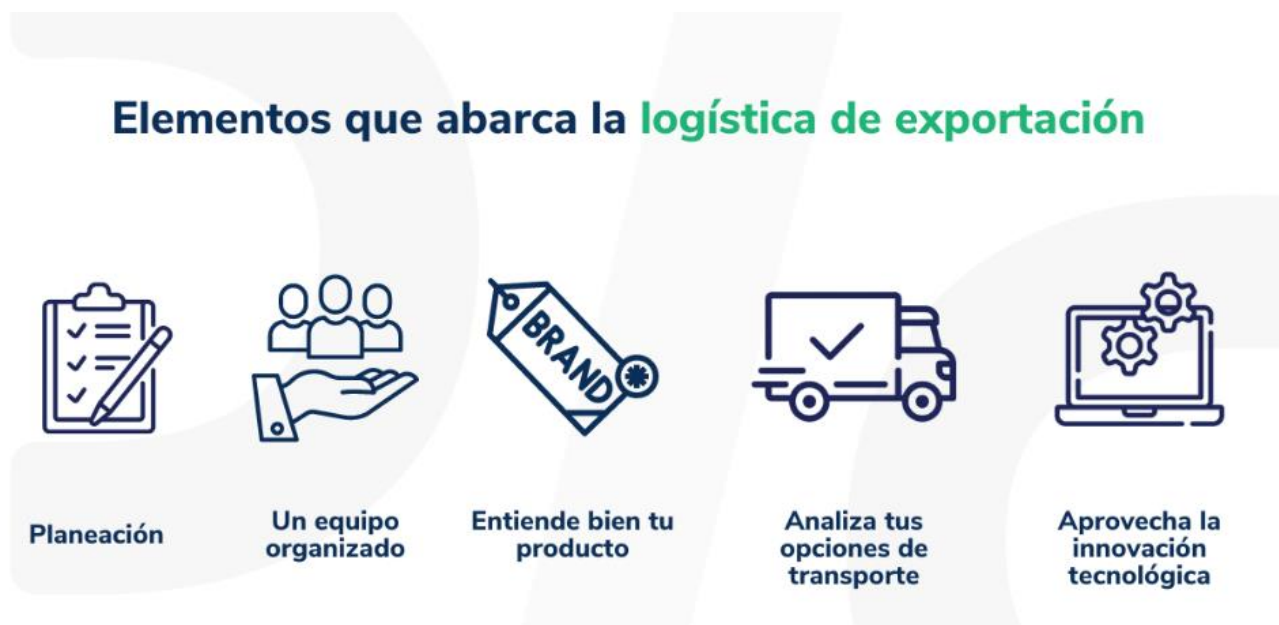 Elementos que abarca la logística de exportación
BRAND
Planeación
Un equipo
organizado
Entiende bien tu
producto
Analiza tus
opciones de
transporte
Aprovecha la
innovación
tecnológica